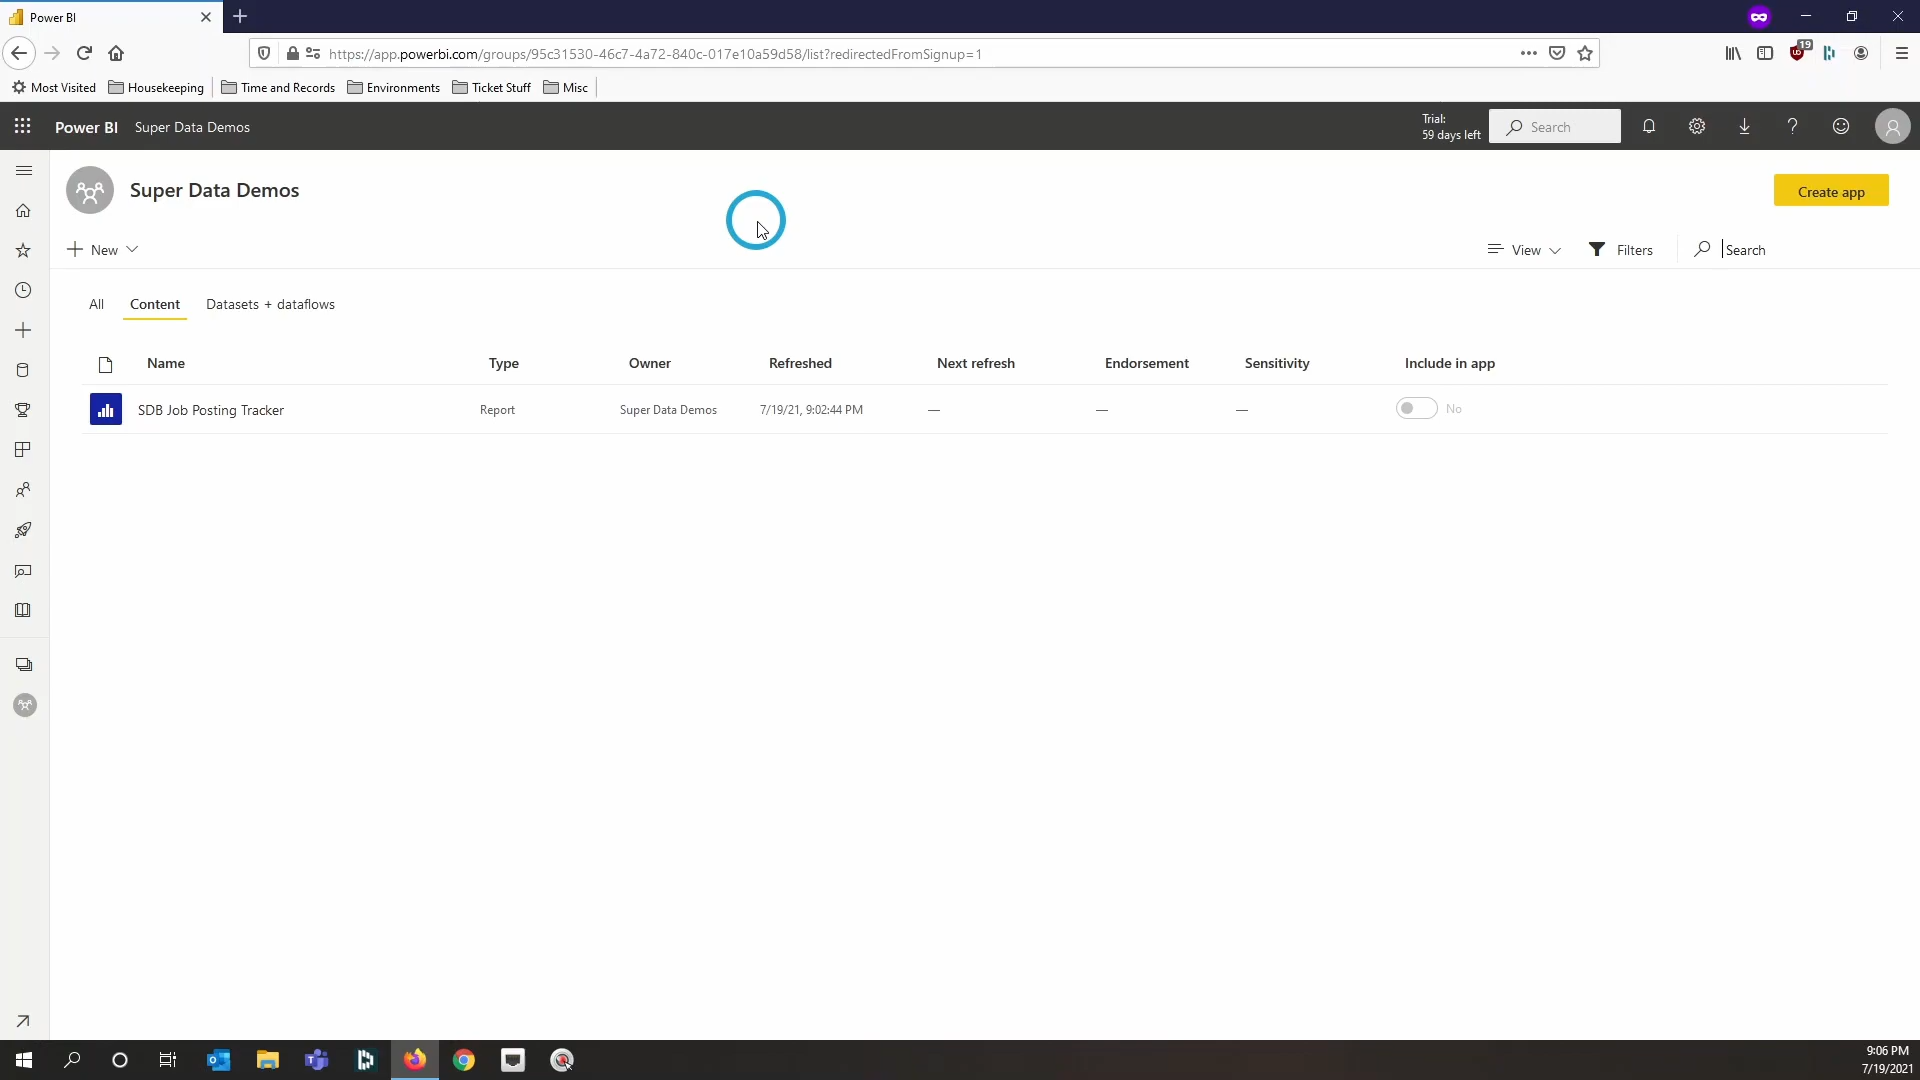 Power BI
19
https://app.powerbi.com/groups/95c31530-46c7-4a72-840c-017e10a59d58/list?redirectedFromSignup=1
Most Visited Housekeeping Time and Records Environments Ticket Stuff Misc
Power BI Super Data Demos Trial: 59 days left Search
Super Data Demos
Create app
New View Filters Search
All Content Datasets + dataflows
Name Type Owner Refreshed Next refresh Endorsement Sensitivity Include in app
SDB Job Posting Tracker Report Super Data Demos 7/19/21, 9:02:44 PM — — — No
9:06 PM
7/19/2021